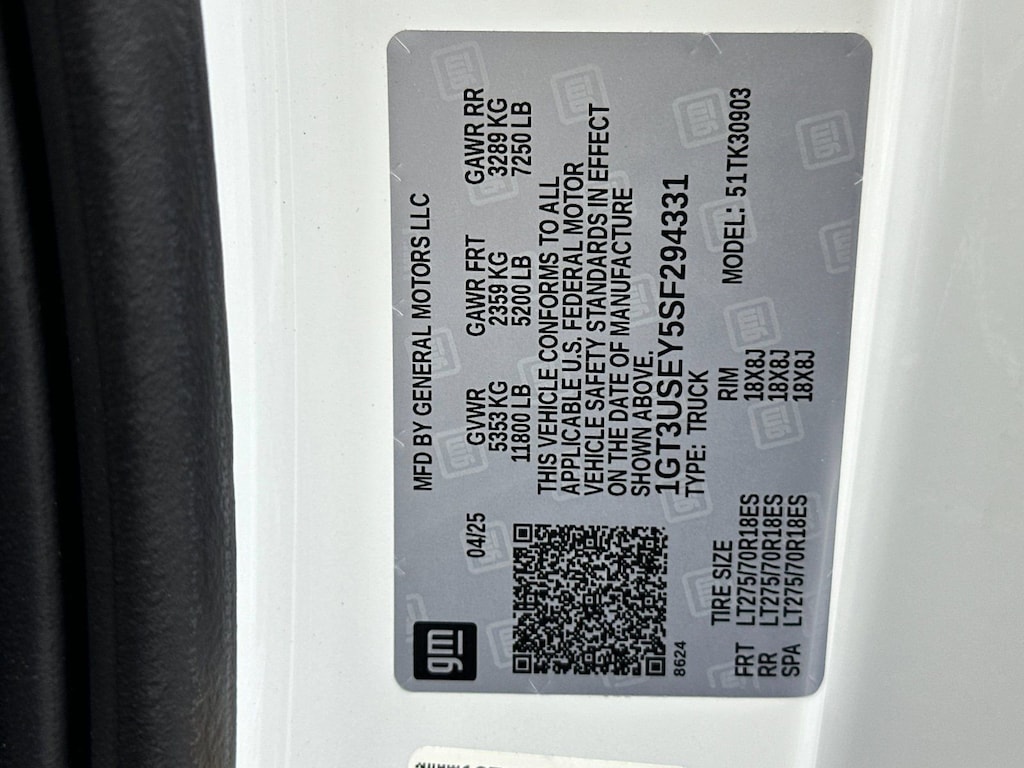 gm
MFD BY GENERAL MOTORS LLC
04/25
GVWR GAWR FRT GAWR RR
5353 KG 2359 KG 3289 KG
11800 LB 5200 LB 7250 LB
THIS VEHICLE CONFORMS TO ALL
APPLICABLE U.S. FEDERAL MOTOR
VEHICLE SAFETY STANDARDS IN EFFECT
ON THE DATE OF MANUFACTURE
SHOWN ABOVE.
1GT3USEY5SF294331
8624
TYPE: TRUCK
MODEL: 51TK30903
TIRE SIZE RIM
FRT LT275/70R18ES 18X8J
RR LT275/70R18ES 18X8J
SPA LT275/70R18ES 18X8J